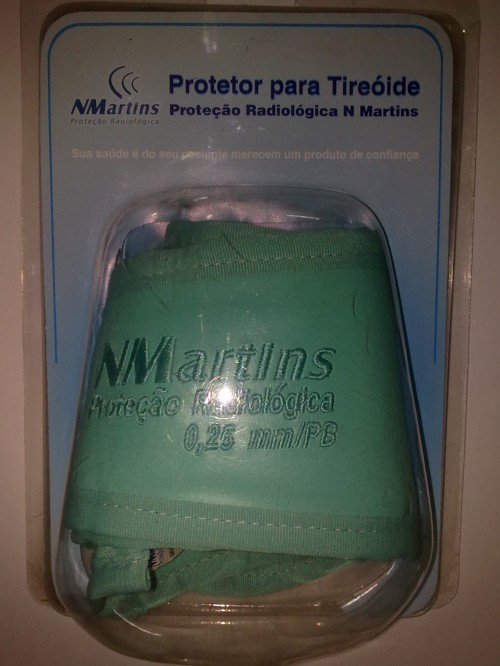 NMartins
Proteção Radiológica
Protetor para Tireóide
Proteção Radiológica N Martins
Sua saúde e do seu paciente merecem um produto de confiança
NMartins
Proteção Radiológica
0,25 mm/PB